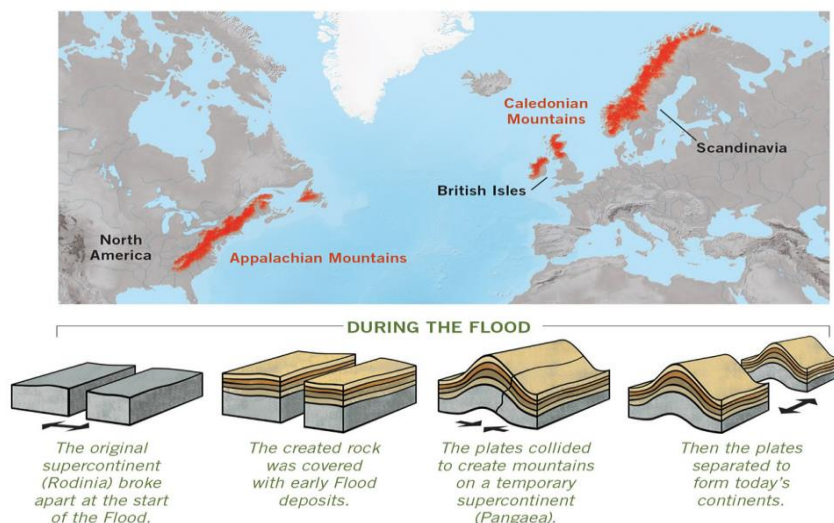 Caledonian
Mountains
Scandinavia
British Isles
North
America
Appalachian Mountains
DURING THE FLOOD
The original
supercontinent
(Rodinia) broke
apart at the start
of the Flood.
The created rock
was covered
with early Flood
deposits.
The plates collided
to create mountains
on a temporary
supercontinent
(Pangaea).
Then the plates
separated to
form today's
continents.